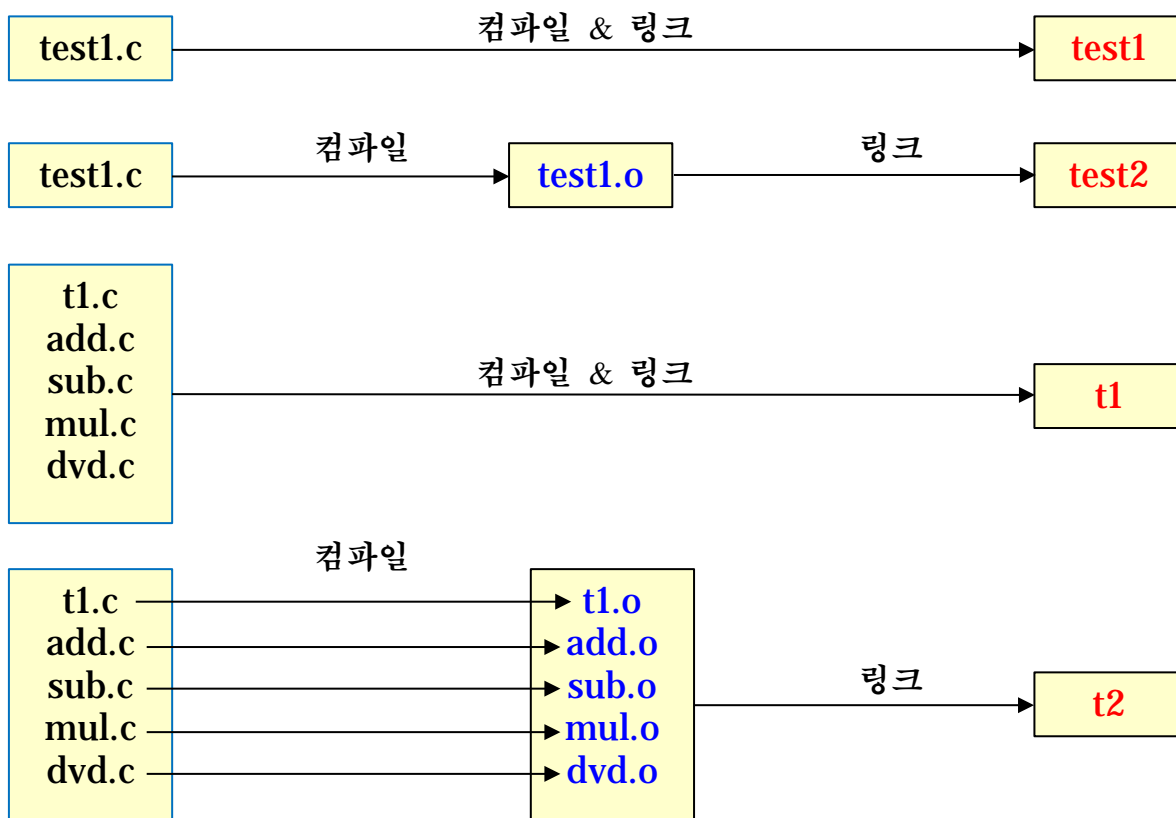 컴파일 & 링크
test1.c
test1
컴파일
링크
test1.c
test1.o
test2
t1.c
add.c
sub.c
mul.c
dvd.c
컴파일 & 링크
t1
컴파일
t1.c
add.c
sub.c
mul.c
dvd.c
t1.o
add.o
sub.o
mul.o
dvd.o
링크
t2